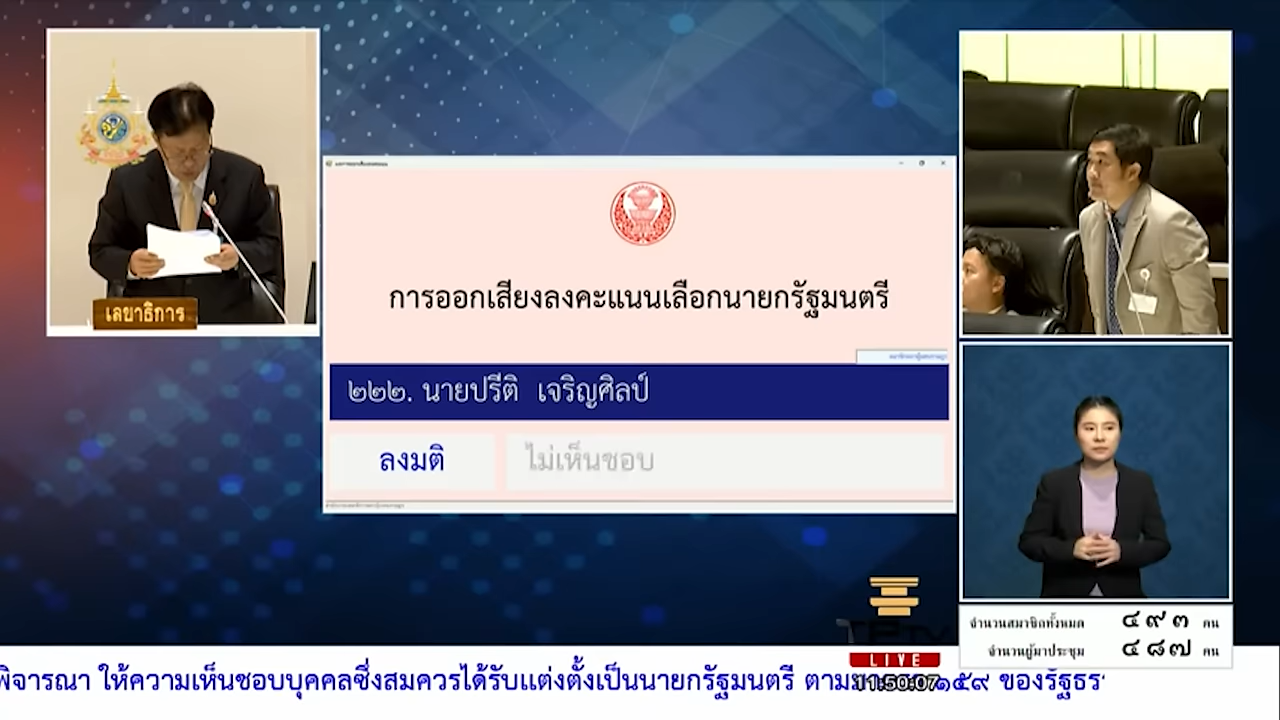 เลขาธิการ
การออกเสียงลงคะแนนเลือกนายกรัฐมนตรี
๒๒๒. นายปรีติ เจริญศิลป์
ลงมติ ไม่เห็นชอบ
TPTV
LIVE
จำนวนสมาชิกทั้งหมด ๔๙๓ คน
จำนวนผู้มาประชุม ๔๘๗ คน
พิจารณา ให้ความเห็นชอบบุคคลซึ่งสมควรได้รับแต่งตั้งเป็นนายกรัฐมนตรี ตาม ๑๕๙ ของรัฐธร
11:50:07